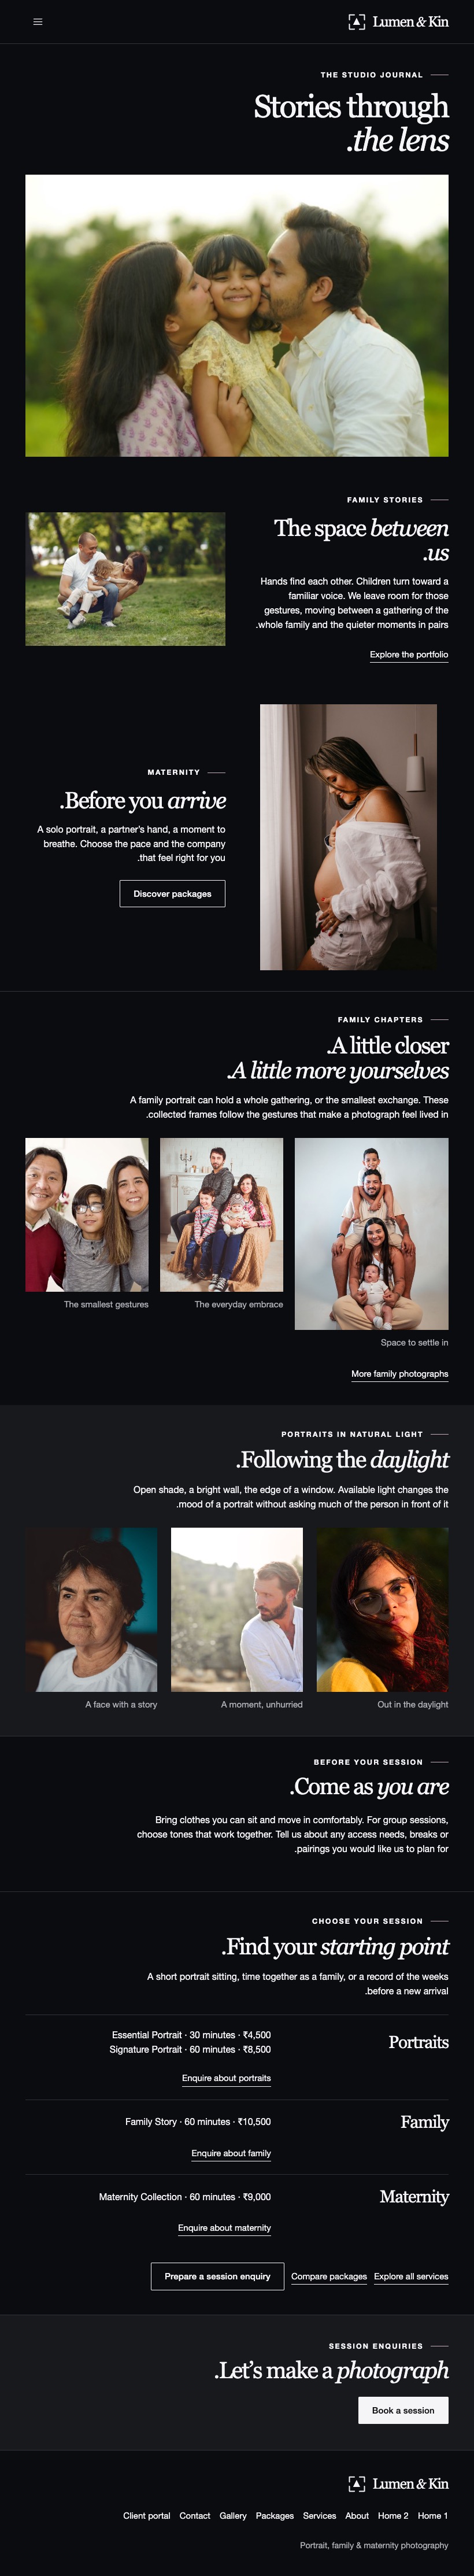 Lumen & Kin
THE STUDIO JOURNAL
Stories through
the lens.
FAMILY STORIES
The space between
us.
Hands find each other. Children turn toward a
familiar voice. We leave room for those
gestures, moving between a gathering of the
whole family and the quieter moments in pairs.
Explore the portfolio
MATERNITY
Before you arrive.
A solo portrait, a partner’s hand, a moment to
breathe. Choose the pace and the company
that feel right for you.
Discover packages
FAMILY CHAPTERS
A little closer.
A little more yourselves.
A family portrait can hold a whole gathering, or the smallest exchange. These
collected frames follow the gestures that make a photograph feel lived in.
The smallest gestures
The everyday embrace
Space to settle in
More family photographs
PORTRAITS IN NATURAL LIGHT
Following the daylight.
Open shade, a bright wall, the edge of a window. Available light changes the
mood of a portrait without asking much of the person in front of it.
A face with a story
A moment, unhurried
Out in the daylight
BEFORE YOUR SESSION
Come as you are.
Bring clothes you can sit and move in comfortably. For group sessions,
choose tones that work together. Tell us about any access needs, breaks or
pairings you would like us to plan for.
CHOOSE YOUR SESSION
Find your starting point.
A short portrait sitting, time together as a family, or a record of the weeks
before a new arrival.
Portraits
Essential Portrait · 30 minutes · ₹4,500
Signature Portrait · 60 minutes · ₹8,500
Enquire about portraits
Family
Family Story · 60 minutes · ₹10,500
Enquire about family
Maternity
Maternity Collection · 60 minutes · ₹9,000
Enquire about maternity
Prepare a session enquiry Compare packages Explore all services
SESSION ENQUIRIES
Let’s make a photograph.
Book a session
Lumen & Kin
Client portal Contact Gallery Packages Services About Home 2 Home 1
Portrait, family & maternity photography